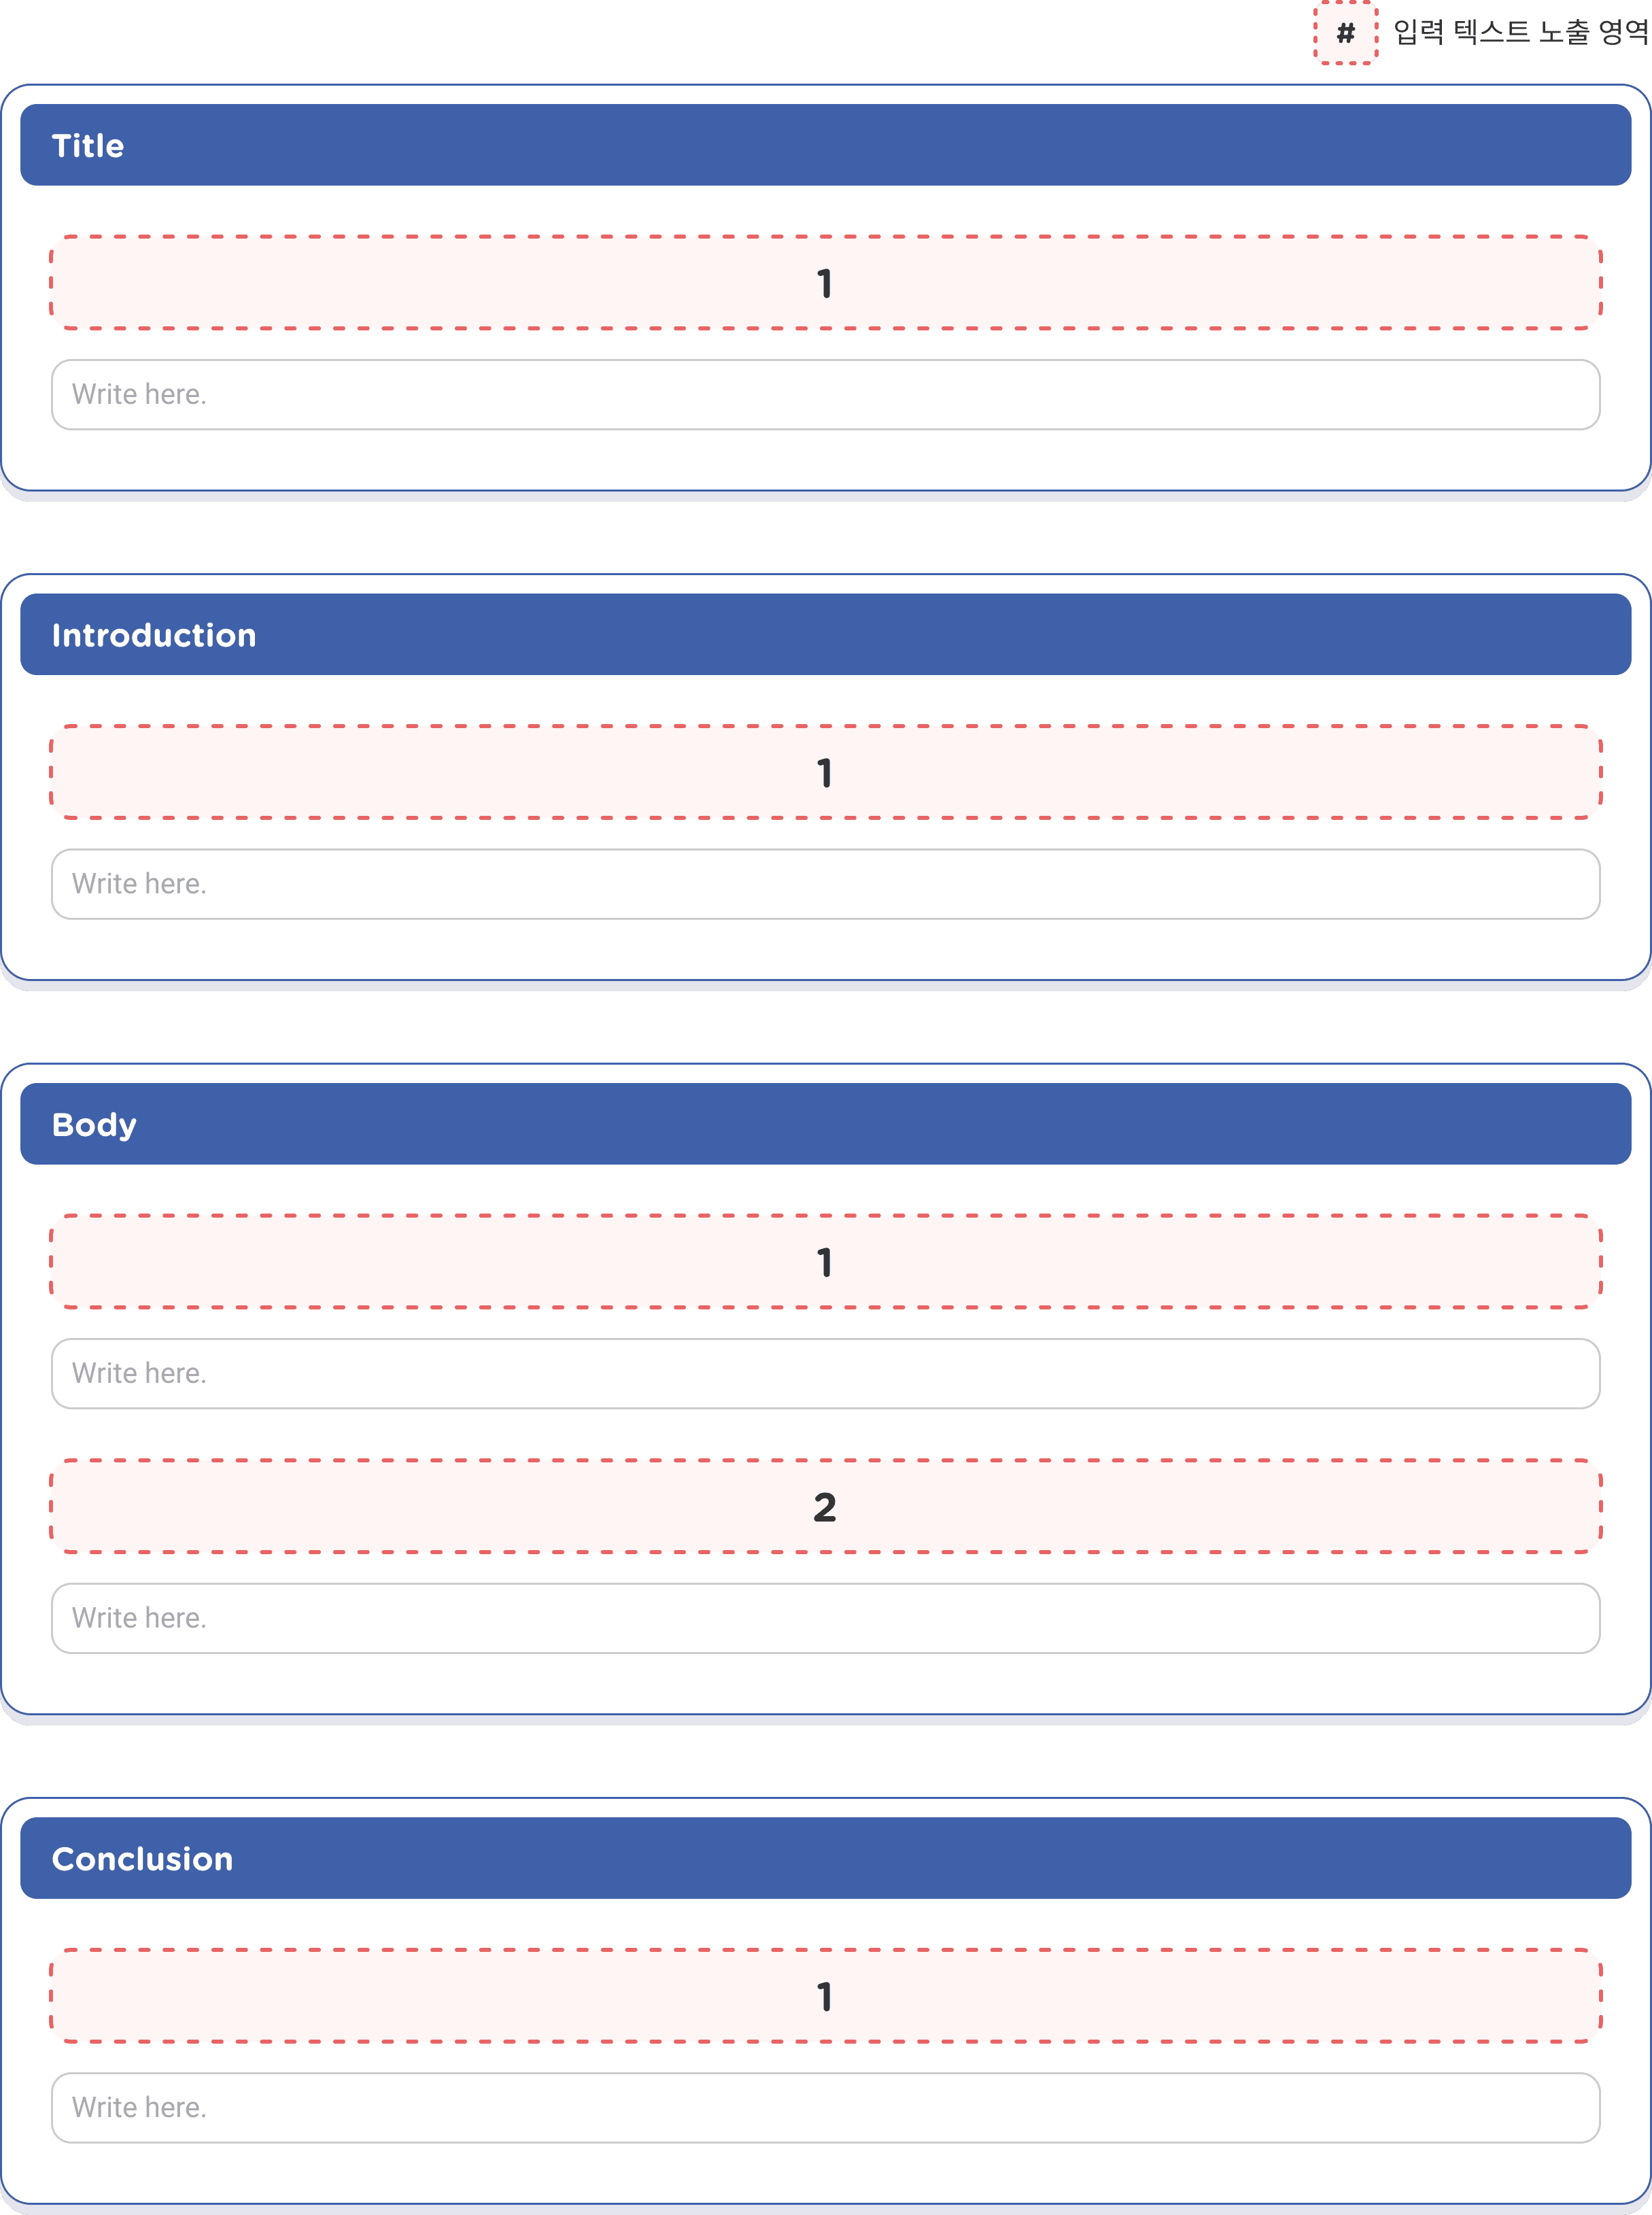 # 입력 텍스트 노출 영역
Title
1
Write here.
Introduction
1
Write here.
Body
1
Write here.
2
Write here.
Conclusion
1
Write here.